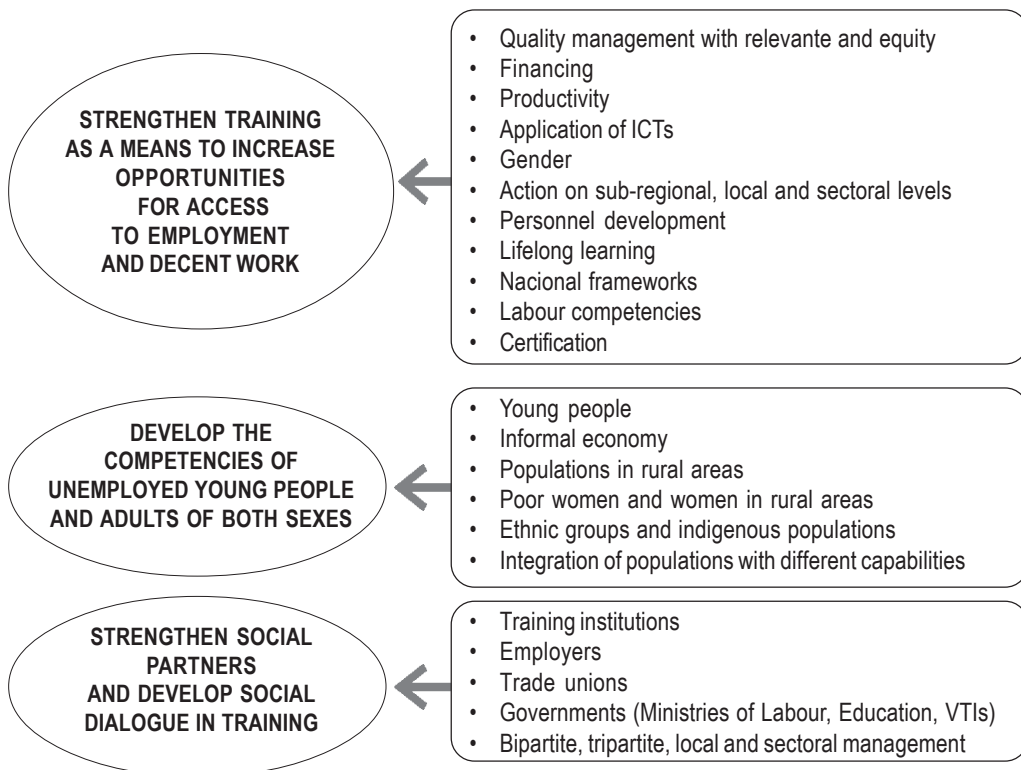 STRENGTHEN TRAINING
AS A MEANS TO INCREASE
OPPORTUNITIES
FOR ACCESS
TO EMPLOYMENT
AND DECENT WORK
• Quality management with relevante and equity
• Financing
• Productivity
• Application of ICTs
• Gender
• Action on sub-regional, local and sectoral levels
• Personnel development
• Lifelong learning
• Nacional frameworks
• Labour competencies
• Certification
DEVELOP THE
COMPETENCIES OF
UNEMPLOYED YOUNG PEOPLE
AND ADULTS OF BOTH SEXES
• Young people
• Informal economy
• Populations in rural areas
• Poor women and women in rural areas
• Ethnic groups and indigenous populations
• Integration of populations with different capabilities
STRENGTHEN SOCIAL
PARTNERS
AND DEVELOP SOCIAL
DIALOGUE IN TRAINING
• Training institutions
• Employers
• Trade unions
• Governments (Ministries of Labour, Education, VTIs)
• Bipartite, tripartite, local and sectoral management